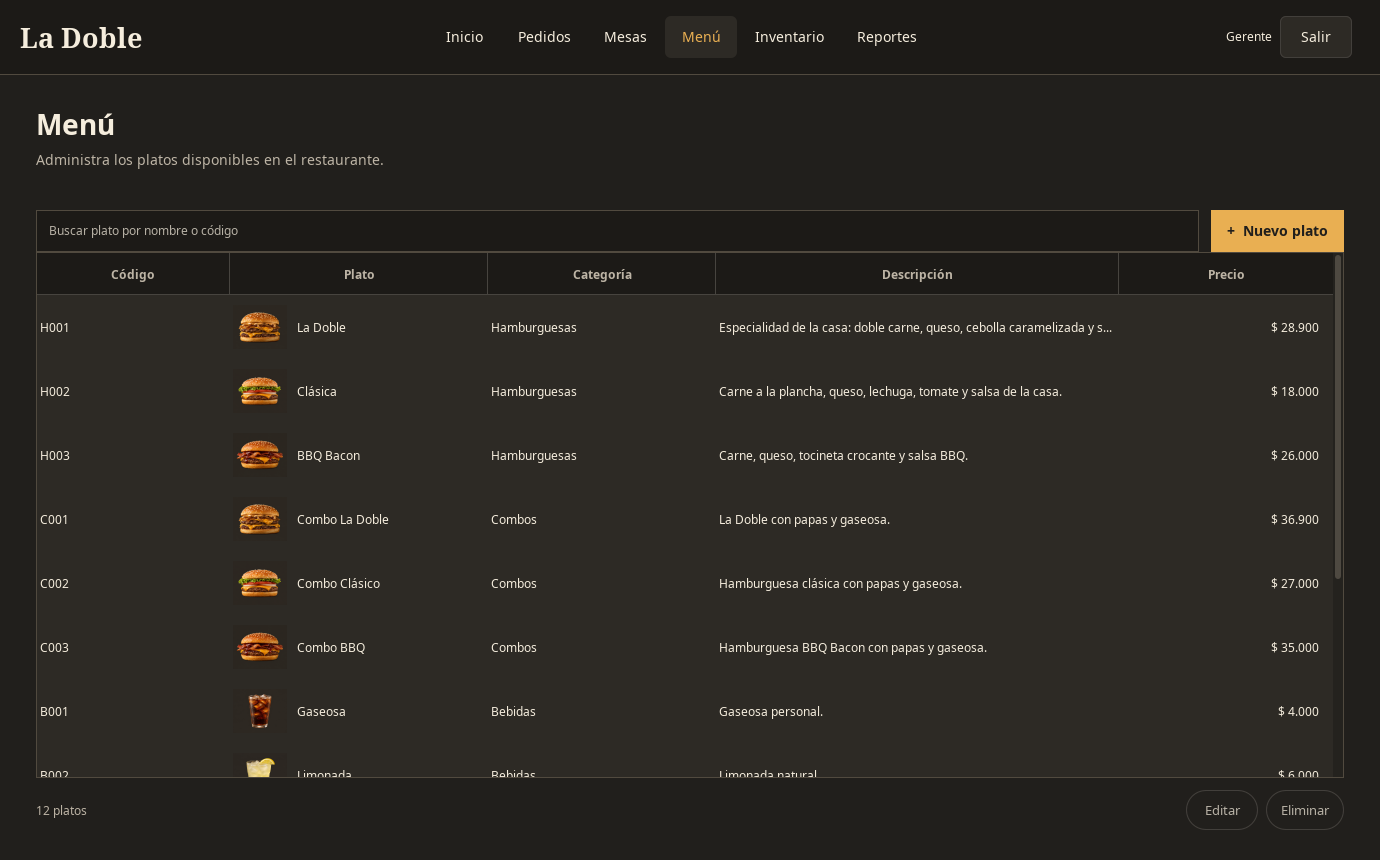 La Doble
Inicio Pedidos Mesas Menú Inventario Reportes
Gerente Salir
Menú
Administra los platos disponibles en el restaurante.
Buscar plato por nombre o código
+ Nuevo plato
Código Plato Categoría Descripción Precio
H001 La Doble Hamburguesas Especialidad de la casa: doble carne, queso, cebolla caramelizada y s... $ 28.900
H002 Clásica Hamburguesas Carne a la plancha, queso, lechuga, tomate y salsa de la casa. $ 18.000
H003 BBQ Bacon Hamburguesas Carne, queso, tocineta crocante y salsa BBQ. $ 26.000
C001 Combo La Doble Combos La Doble con papas y gaseosa. $ 36.900
C002 Combo Clásico Combos Hamburguesa clásica con papas y gaseosa. $ 27.000
C003 Combo BBQ Combos Hamburguesa BBQ Bacon con papas y gaseosa. $ 35.000
B001 Gaseosa Bebidas Gaseosa personal. $ 4.000
B002 Limonada Bebidas Limonada natural. $ 6.000
12 platos
Editar Eliminar